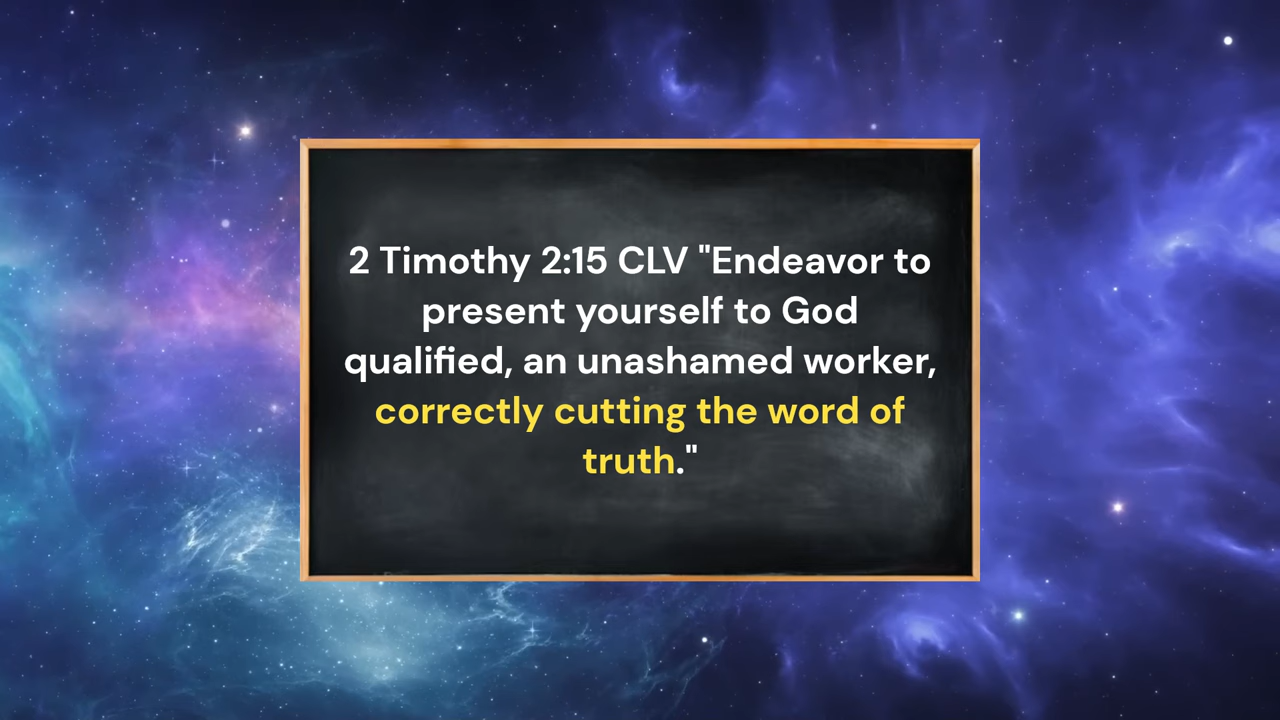 2 Timothy 2:15 CLV "Endeavor to
present yourself to God
qualified, an unashamed worker,
correctly cutting the word of
truth."